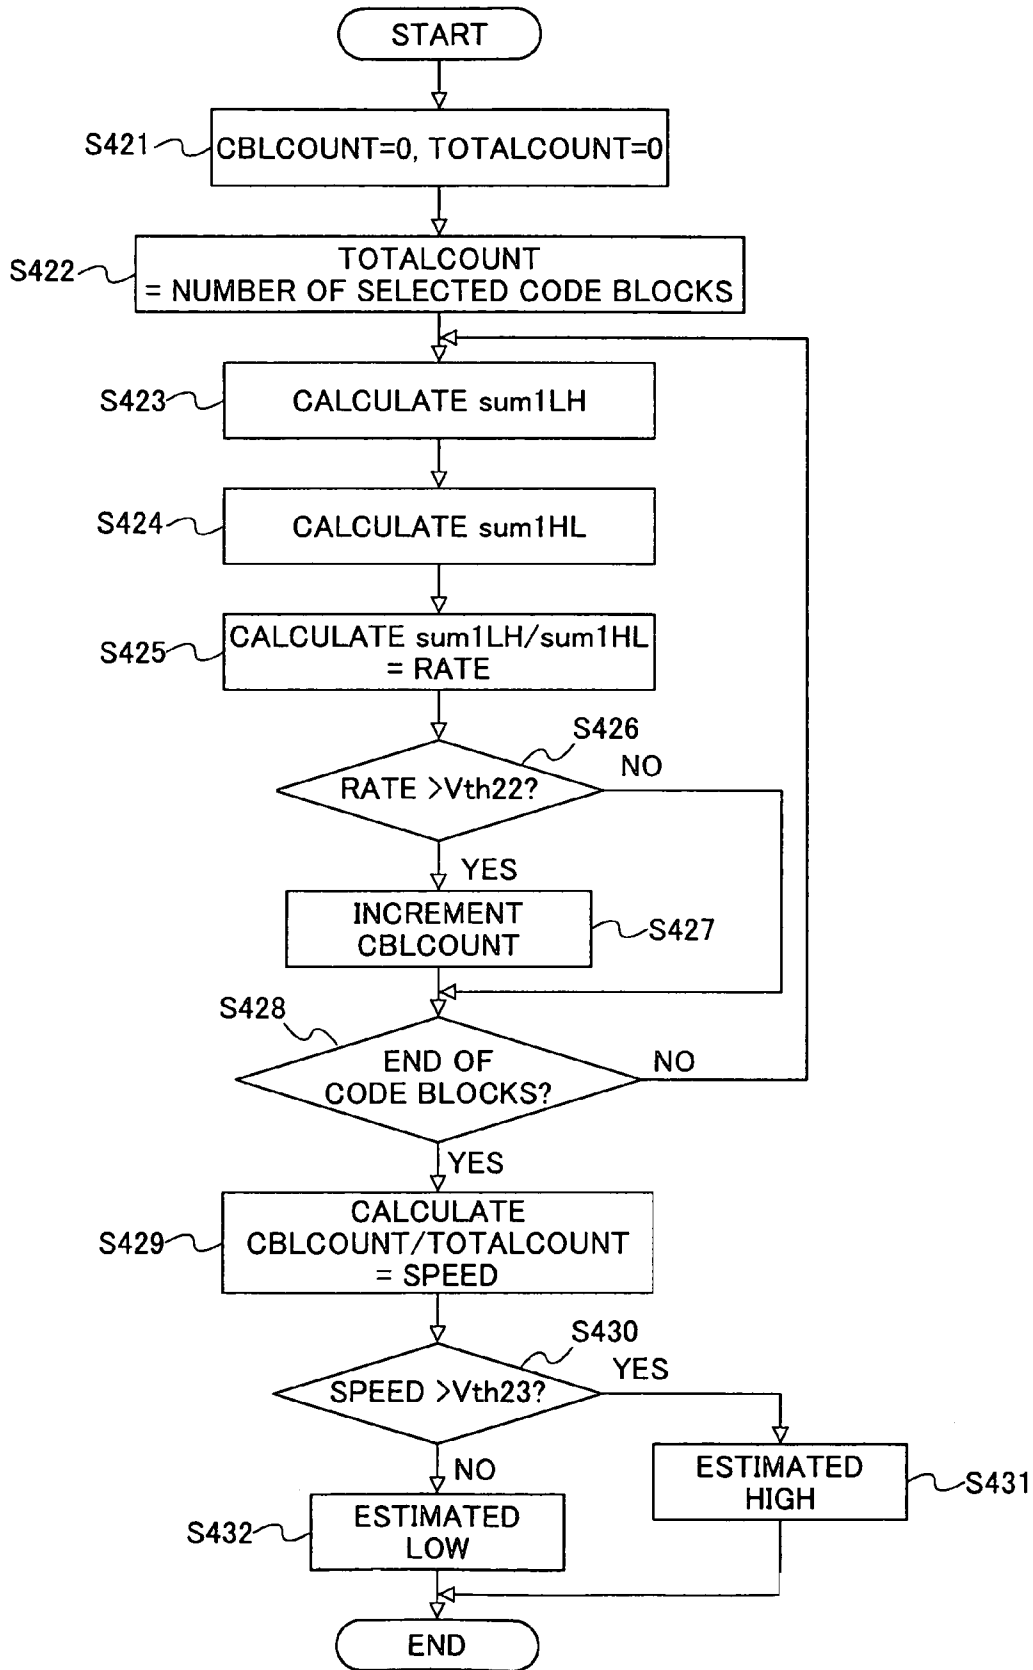 START
S421
CBLCOUNT=0, TOTALCOUNT=0
S422
TOTALCOUNT
= NUMBER OF SELECTED CODE BLOCKS
S423
CALCULATE sum1LH
S424
CALCULATE sum1HL
S425
CALCULATE sum1LH/sum1HL
= RATE
S426
RATE >Vth22?
NO
YES
INCREMENT
CBLCOUNT
S427
S428
END OF
CODE BLOCKS?
NO
YES
S429
CALCULATE
CBLCOUNT/TOTALCOUNT
= SPEED
S430
SPEED >Vth23?
YES
NO
ESTIMATED
HIGH
S431
S432
ESTIMATED
LOW
END